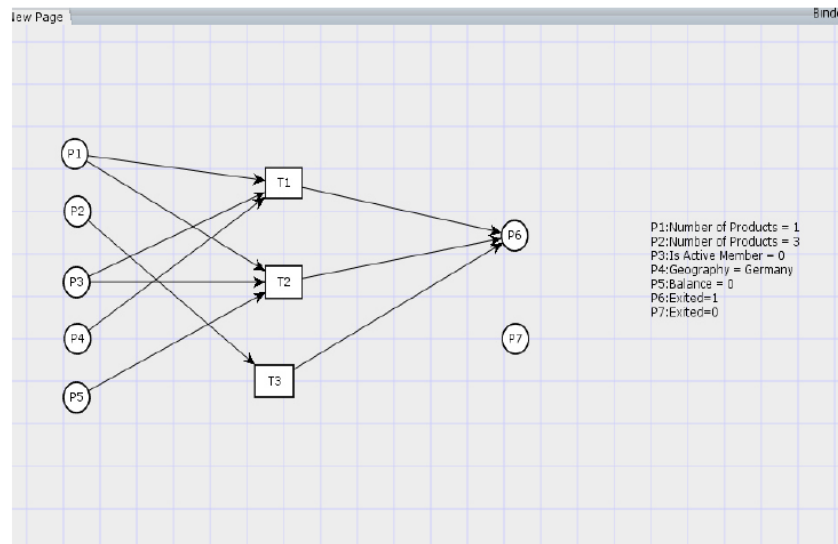 New Page
Bind
P1
P2
P3
P4
P5
T1
T2
T3
P6
P7
P1:Number of Products = 1
P2:Number of Products = 3
P3:Is Active Member = 0
P4:Geography = Germany
P5:Balance = 0
P6:Exited=1
P7:Exited=0